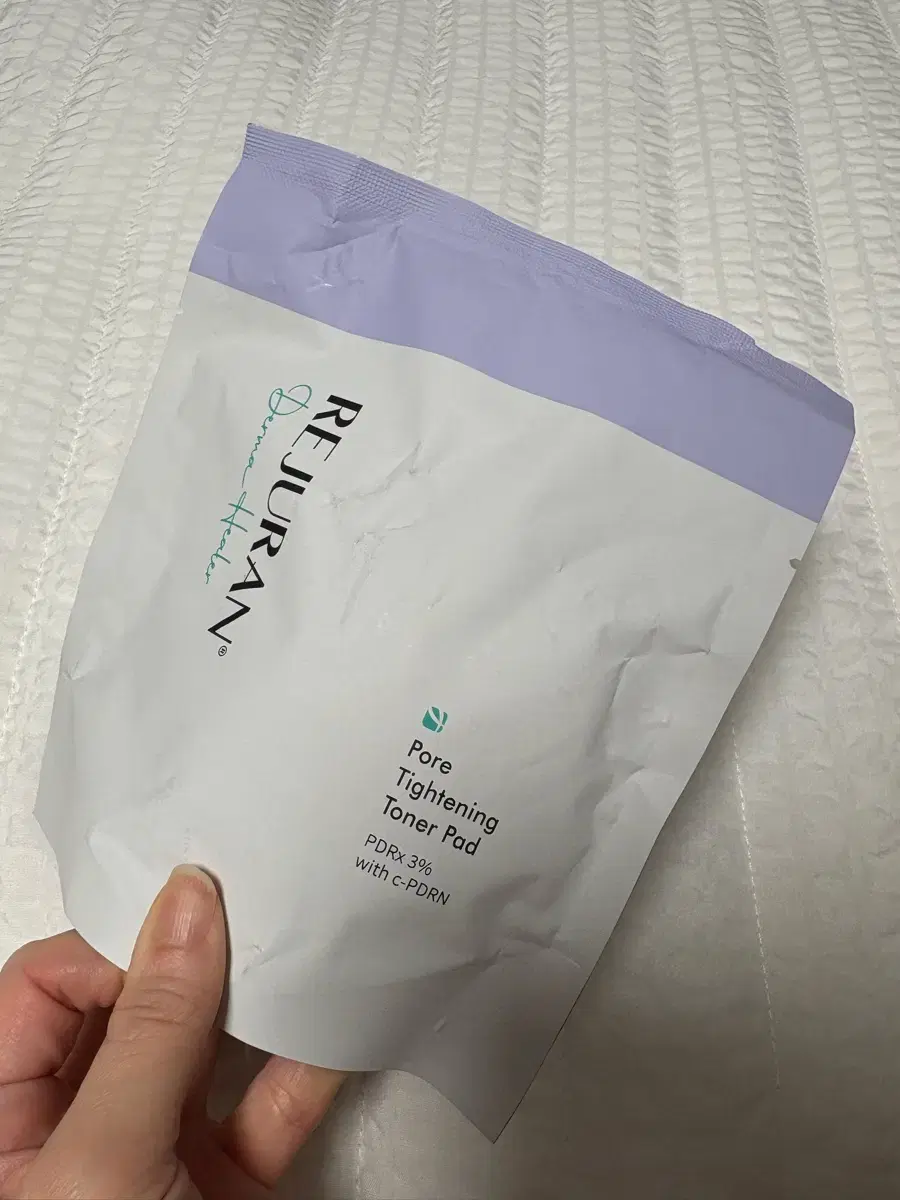 REJURAN®
Derma Healer
Pore
Tightening
Toner Pad
PDRx 3%
with c-PDRN